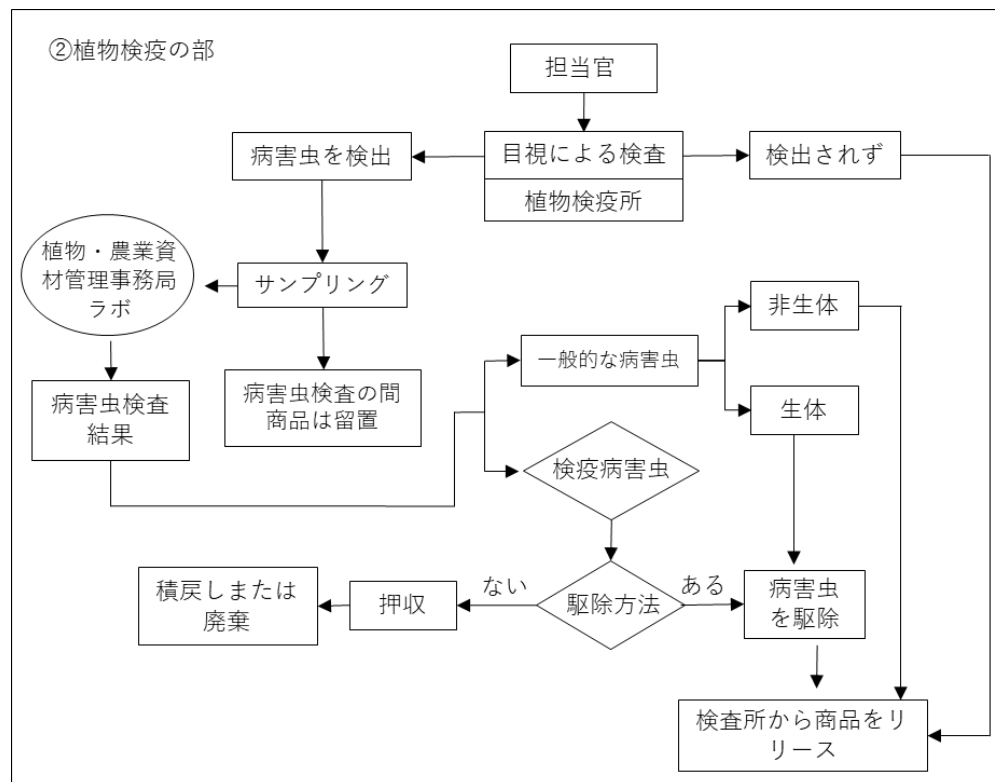 ②植物検疫の部
担当官
病害虫を検出
目視による検査
検出されず
植物検疫所
植物・農業資
材管理事務局
ラボ
サンプリング
非生体
一般的な病害虫
病害虫検査
結果
病害虫検査の間
商品は留置
生体
検疫病害虫
積戻しまたは
廃棄
押収
ない
駆除方法
ある
病害虫
を駆除
検査所から商品をリ
リース